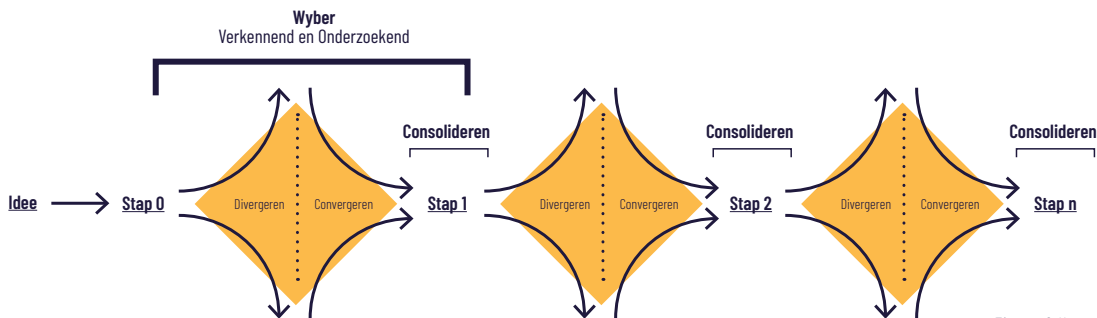 Wyber
Verkennend en Onderzoekend
Consolideren
Consolideren
Consolideren
Idee
Stap 0
Divergeren
Convergeren
Stap 1
Divergeren
Convergeren
Stap 2
Divergeren
Convergeren
Stap n